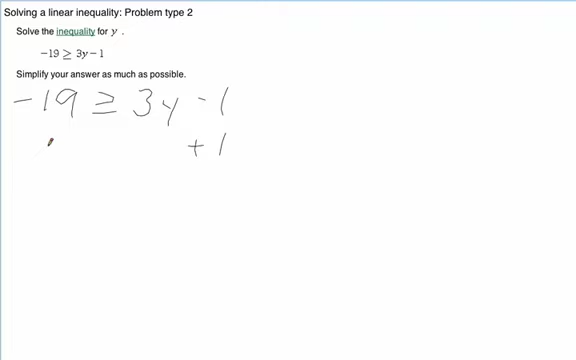 Solving a linear inequality: Problem type 2
Solve the inequality for y .
−19 ≥ 3y − 1
Simplify your answer as much as possible.
-19 ≥ 3y - 1
+ 1